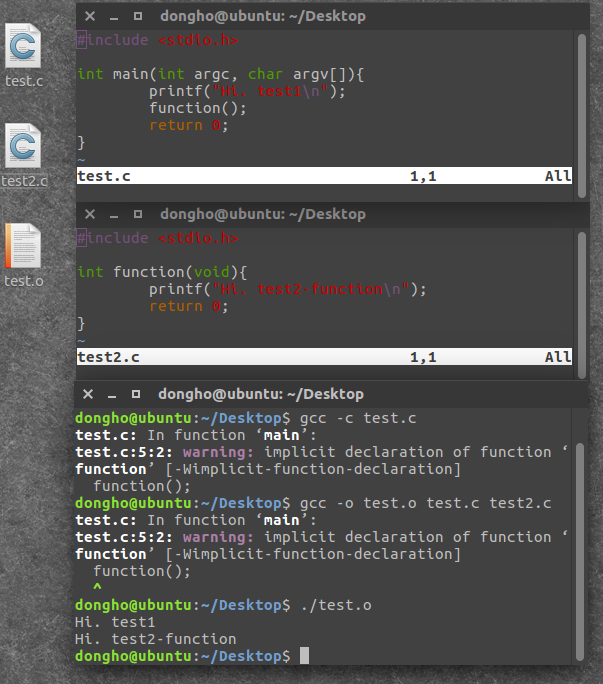 dongho@ubuntu: ~/Desktop
#include <stdio.h>
int main(int argc, char argv[]){
printf("Hi. test1\n");
function();
return 0;
}
~
test.c 1,1 All
dongho@ubuntu: ~/Desktop
#include <stdio.h>
int function(void){
printf("Hi. test2-function\n");
return 0;
}
~
test2.c 1,1 All
dongho@ubuntu: ~/Desktop
dongho@ubuntu:~/Desktop$ gcc -c test.c
test.c: In function ‘main’:
test.c:5:2: warning: implicit declaration of function ‘
function’ [-Wimplicit-function-declaration]
function();
dongho@ubuntu:~/Desktop$ gcc -o test.o test.c test2.c
test.c: In function ‘main’:
test.c:5:2: warning: implicit declaration of function ‘
function’ [-Wimplicit-function-declaration]
function();
^
dongho@ubuntu:~/Desktop$ ./test.o
Hi. test1
Hi. test2-function
dongho@ubuntu:~/Desktop$
test.c
test2.c
test.o